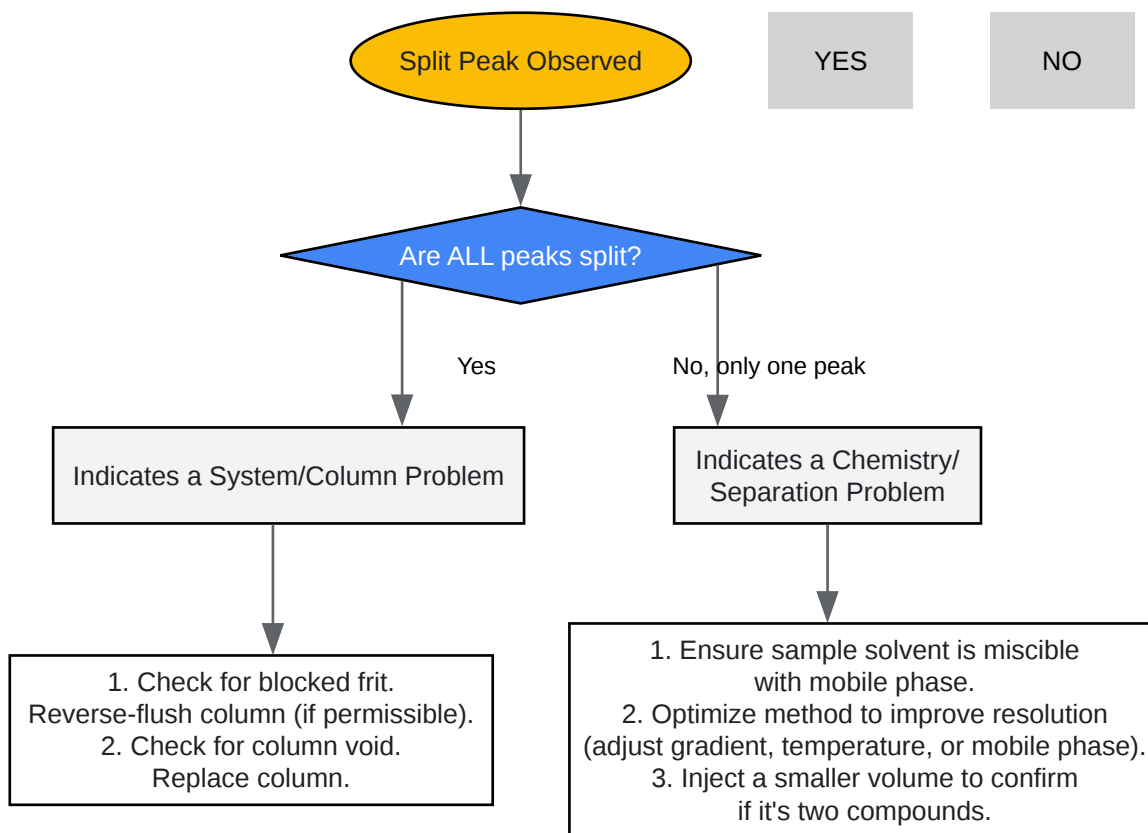 Split Peak Observed
YES
NO
Are ALL peaks split?
Yes
No, only one peak
Indicates a System/Column Problem
Indicates a Chemistry/
Separation Problem
1. Check for blocked frit.
Reverse-flush column (if permissible).
2. Check for column void.
Replace column.
1. Ensure sample solvent is miscible
with mobile phase.
2. Optimize method to improve resolution
(adjust gradient, temperature, or mobile phase).
3. Inject a smaller volume to confirm
if it's two compounds.